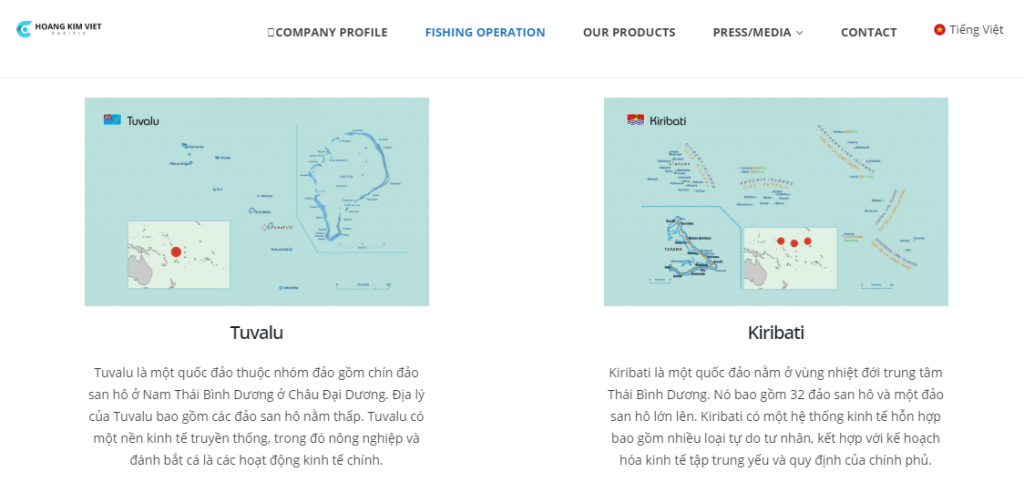 HOANG KIM VIET
PACIFIC
COMPANY PROFILE
FISHING OPERATION
OUR PRODUCTS
PRESS/MEDIA
CONTACT
Tiếng Việt
Tuvalu
Kiribati
TARAWA
Tuvalu
Tuvalu là một quốc đảo thuộc nhóm đảo gồm chín đảo
san hô ở Nam Thái Bình Dương ở Châu Đại Dương. Địa lý
của Tuvalu bao gồm các đảo san hô nằm thấp. Tuvalu có
một nền kinh tế truyền thống, trong đó nông nghiệp và
đánh bắt cá là các hoạt động kinh tế chính.
Kiribati
Kiribati là một quốc đảo nằm ở vùng nhiệt đới trung tâm
Thái Bình Dương. Nó bao gồm 32 đảo san hô và một đảo
san hô lớn lên. Kiribati có một hệ thống kinh tế hỗn hợp
bao gồm nhiều loại tự do tư nhân, kết hợp với kế hoạch
hóa kinh tế tập trung yếu và quy định của chính phủ.